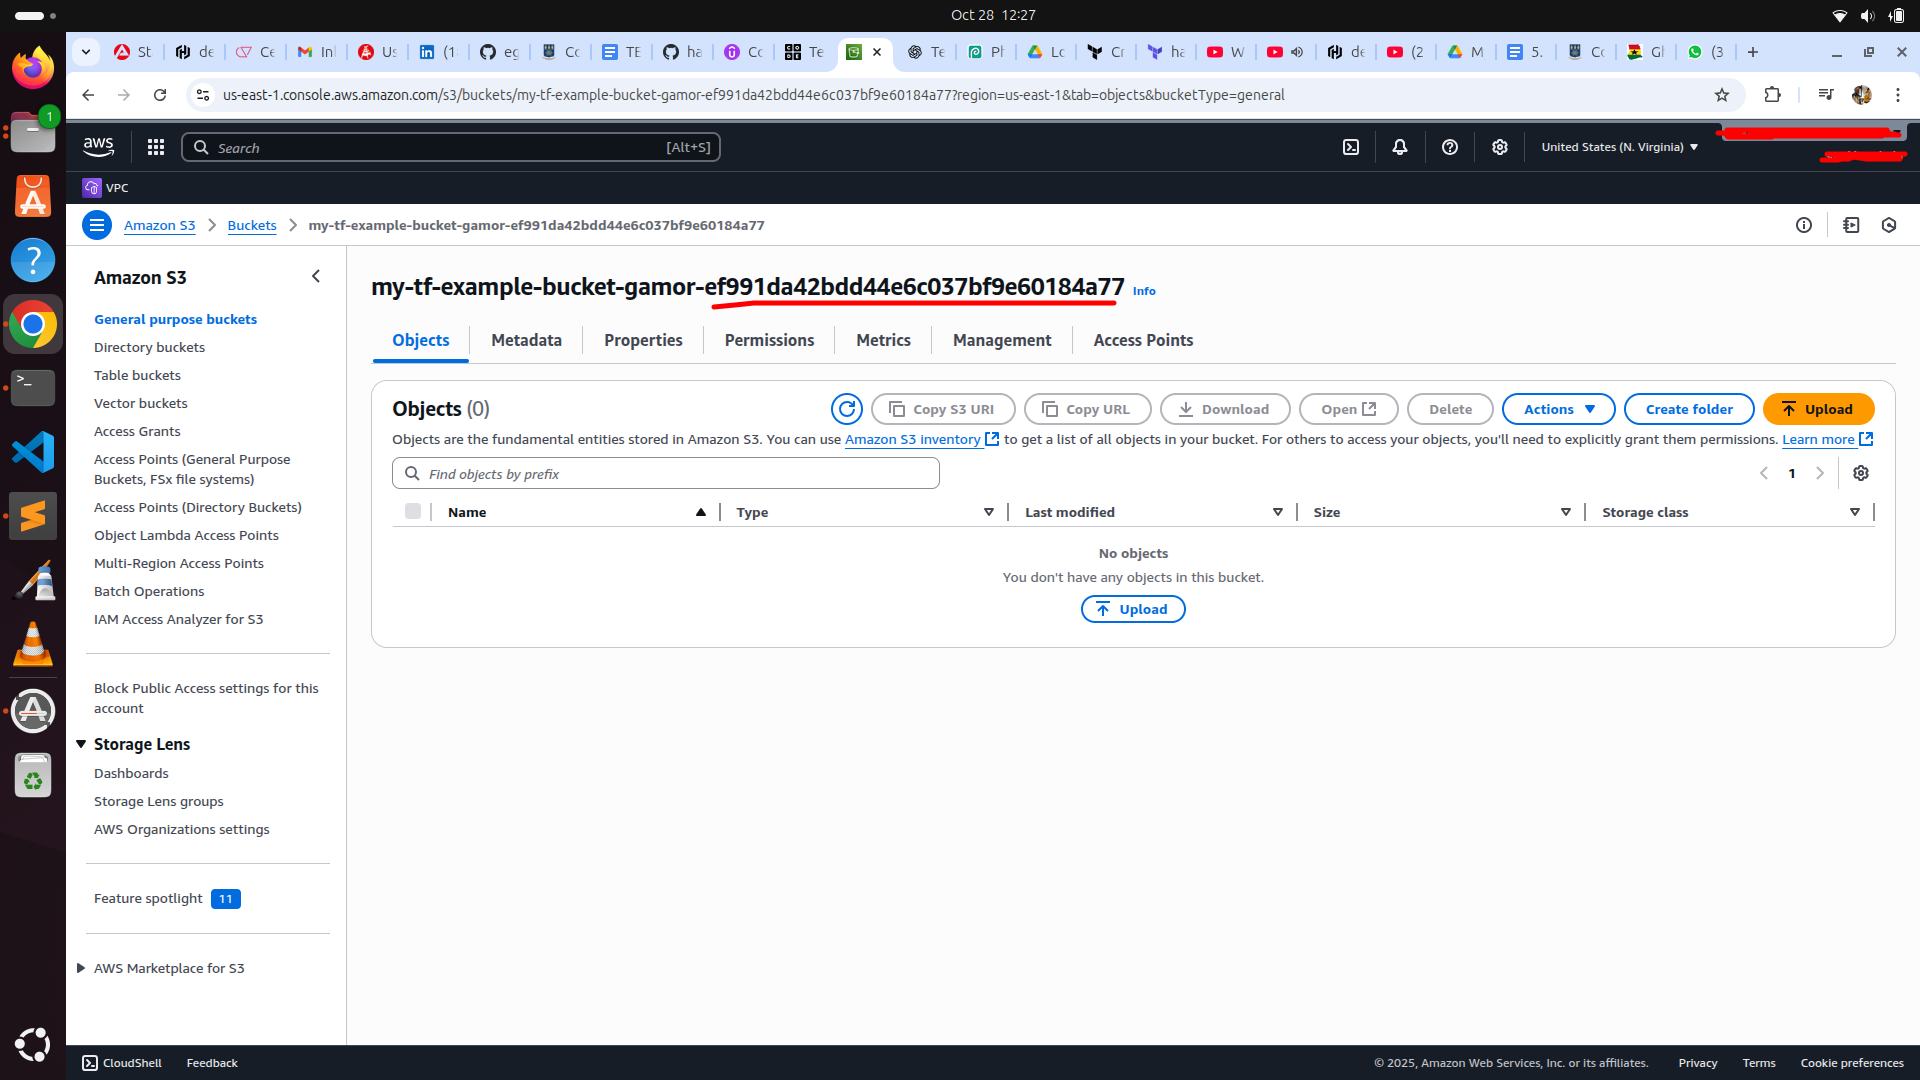 Oct 28 12:27
St
de
Ce
In
Us
(1
eg
Co
TE
ha
Co
Te
Te
Ph
Lo
Cr
ha
W
de
(2
M
5.
Co
Gl
(3
us-east-1.console.aws.amazon.com/s3/buckets/my-tf-example-bucket-gamor-ef991da42bdd44e6c037bf9e60184a77?region=us-east-1&tab=objects&bucketType=general
1
aws
Search
[Alt+S]
United States (N. Virginia)
VPC
Amazon S3
Buckets
my-tf-example-bucket-gamor-ef991da42bdd44e6c037bf9e60184a77
Amazon S3
General purpose buckets
Directory buckets
Table buckets
Vector buckets
Access Grants
Access Points (General Purpose
Buckets, FSx file systems)
Access Points (Directory Buckets)
Object Lambda Access Points
Multi-Region Access Points
Batch Operations
IAM Access Analyzer for S3
Block Public Access settings for this
account
Storage Lens
Dashboards
Storage Lens groups
AWS Organizations settings
Feature spotlight 11
AWS Marketplace for S3
my-tf-example-bucket-gamor-ef991da42bdd44e6c037bf9e60184a77 Info
Objects
Metadata
Properties
Permissions
Metrics
Management
Access Points
Objects (0)
Copy S3 URI
Copy URL
Download
Open
Delete
Actions
Create folder
Upload
Objects are the fundamental entities stored in Amazon S3. You can use Amazon S3 inventory to get a list of all objects in your bucket. For others to access your objects, you'll need to explicitly grant them permissions. Learn more
Find objects by prefix
1
Name
Type
Last modified
Size
Storage class
No objects
You don't have any objects in this bucket.
Upload
CloudShell
Feedback
© 2025, Amazon Web Services, Inc. or its affiliates.
Privacy
Terms
Cookie preferences